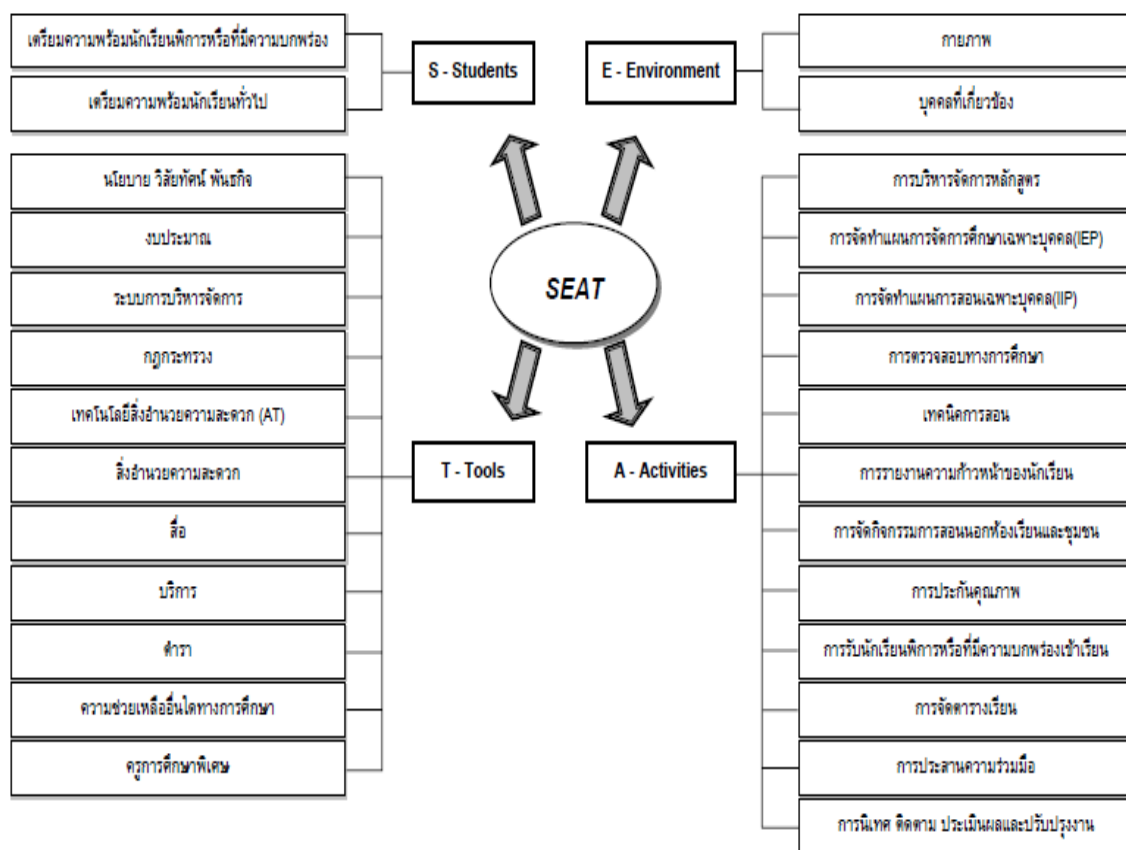 เตรียมความพร้อมนักเรียนพิการหรือที่มีความบกพร่อง
เตรียมความพร้อมนักเรียนทั่วไป
S - Students
E - Environment
กายภาพ
บุคคลที่เกี่ยวข้อง
นโยบาย วิสัยทัศน์ พันธกิจ
งบประมาณ
ระบบการบริหารจัดการ
กฎกระทรวง
เทคโนโลยีสิ่งอำนวยความสะดวก (AT)
สิ่งอำนวยความสะดวก
สื่อ
บริการ
ตำรา
ความช่วยเหลืออื่นใดทางการศึกษา
ครูการศึกษาพิเศษ
SEAT
T - Tools
A - Activities
การบริหารจัดการหลักสูตร
การจัดทำแผนการจัดการศึกษาเฉพาะบุคคล(IEP)
การจัดทำแผนการสอนเฉพาะบุคคล(IIP)
การตรวจสอบทางการศึกษา
เทคนิคการสอน
การรายงานความก้าวหน้าของนักเรียน
การจัดกิจกรรมการสอนนอกห้องเรียนและชุมชน
การประกันคุณภาพ
การรับนักเรียนพิการหรือที่มีความบกพร่องเข้าเรียน
การจัดตารางเรียน
การประสานความร่วมมือ
การนิเทศ ติดตาม ประเมินผลและปรับปรุงงาน